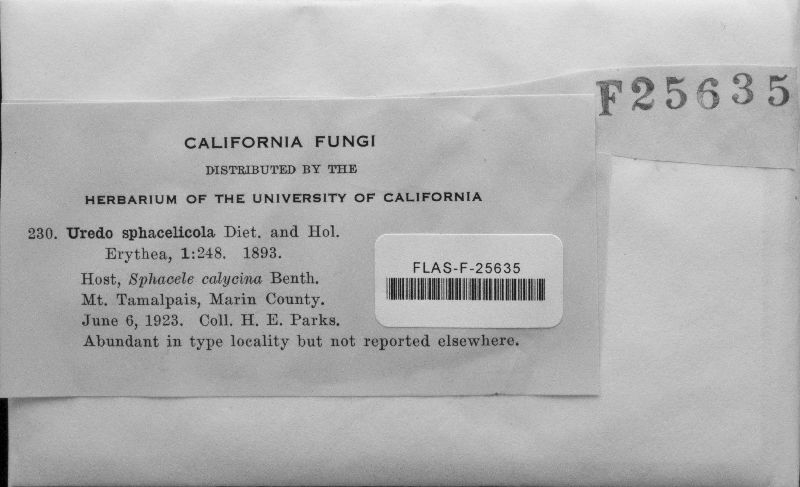 F25635
CALIFORNIA FUNGI
DISTRIBUTED BY THE
HERBARIUM OF THE UNIVERSITY OF CALIFORNIA
230. Uredo sphacelicola Diet. and Hol.
Erythea, 1:248. 1893.
Host, Sphacele calycina Benth.
Mt. Tamalpais, Marin County.
June 6, 1923. Coll. H. E. Parks.
Abundant in type locality but not reported elsewhere.
FLAS-F-25635